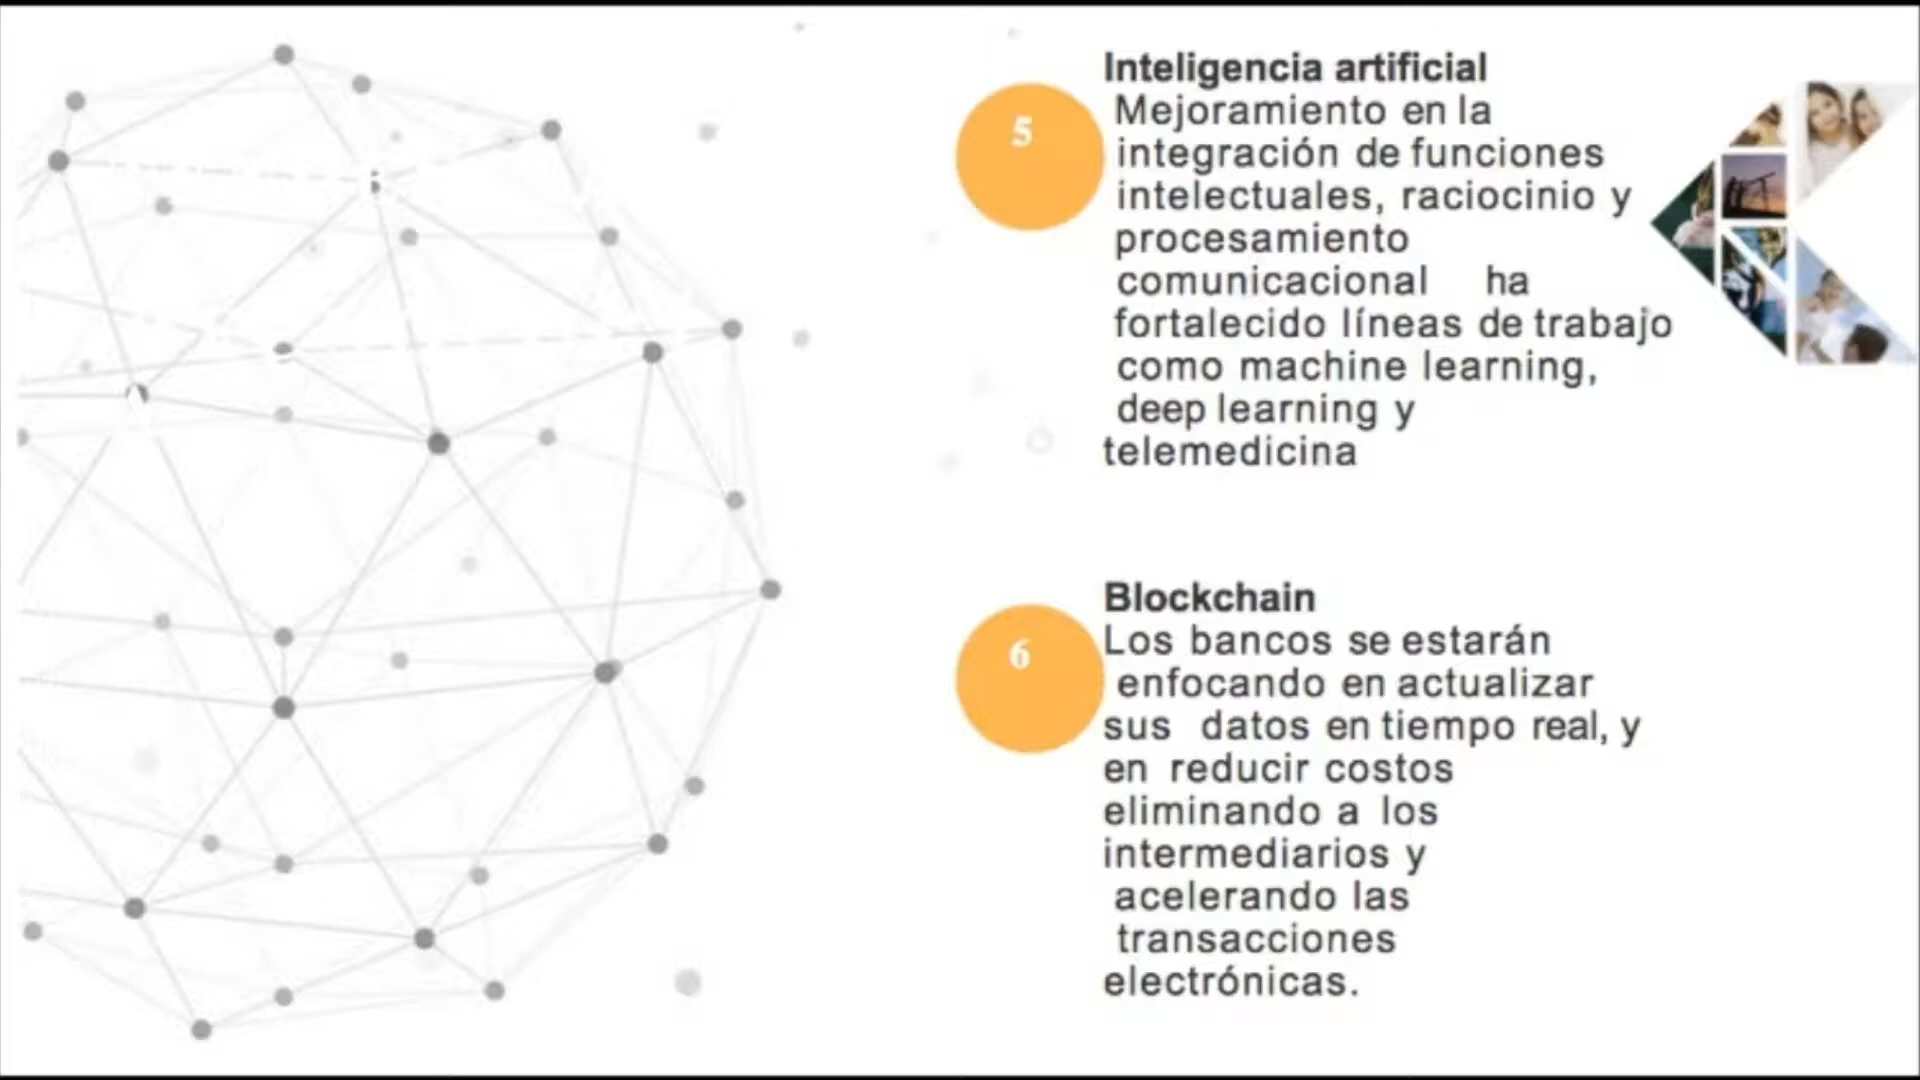 5
Inteligencia artificial
Mejoramiento en la
integración de funciones
intelectuales, raciocinio y
procesamiento
comunicacional ha
fortalecido líneas de trabajo
como machine learning,
deep learning y
telemedicina
6
Blockchain
Los bancos se estarán
enfocando en actualizar
sus datos en tiempo real, y
en reducir costos
eliminando a los
intermediarios y
acelerando las
transacciones
electrónicas.